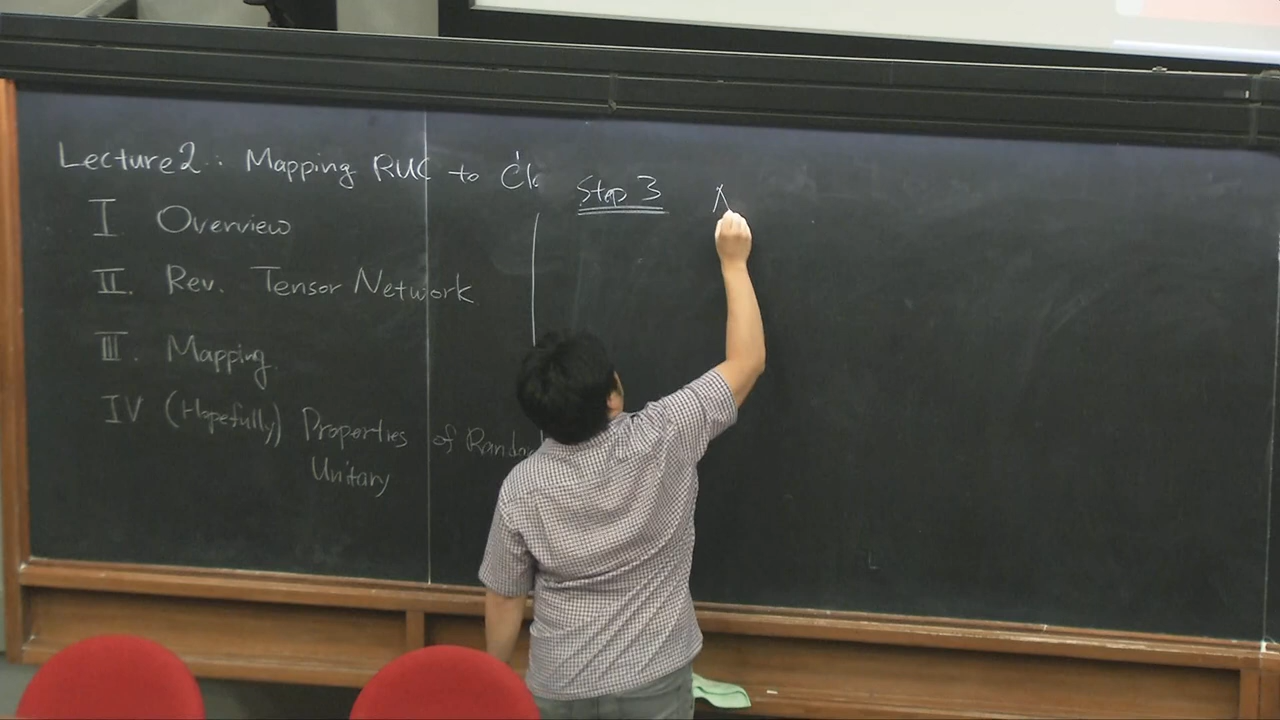 Lecture 2: Mapping RUC to Cl
I Overview
II. Rev. Tensor Network
III. Mapping
IV (Hopefully) Properties of Rando
Unitary
Step 3